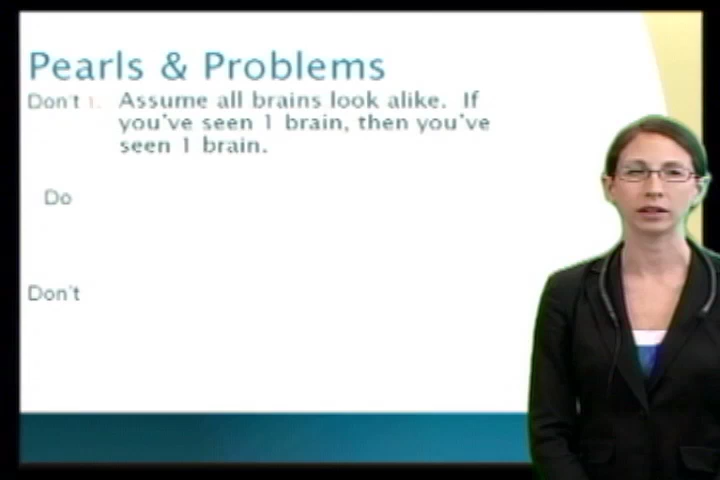 Pearls & Problems
Don't 1. Assume all brains look alike. If
you've seen 1 brain, then you've
seen 1 brain.
Do
Don't